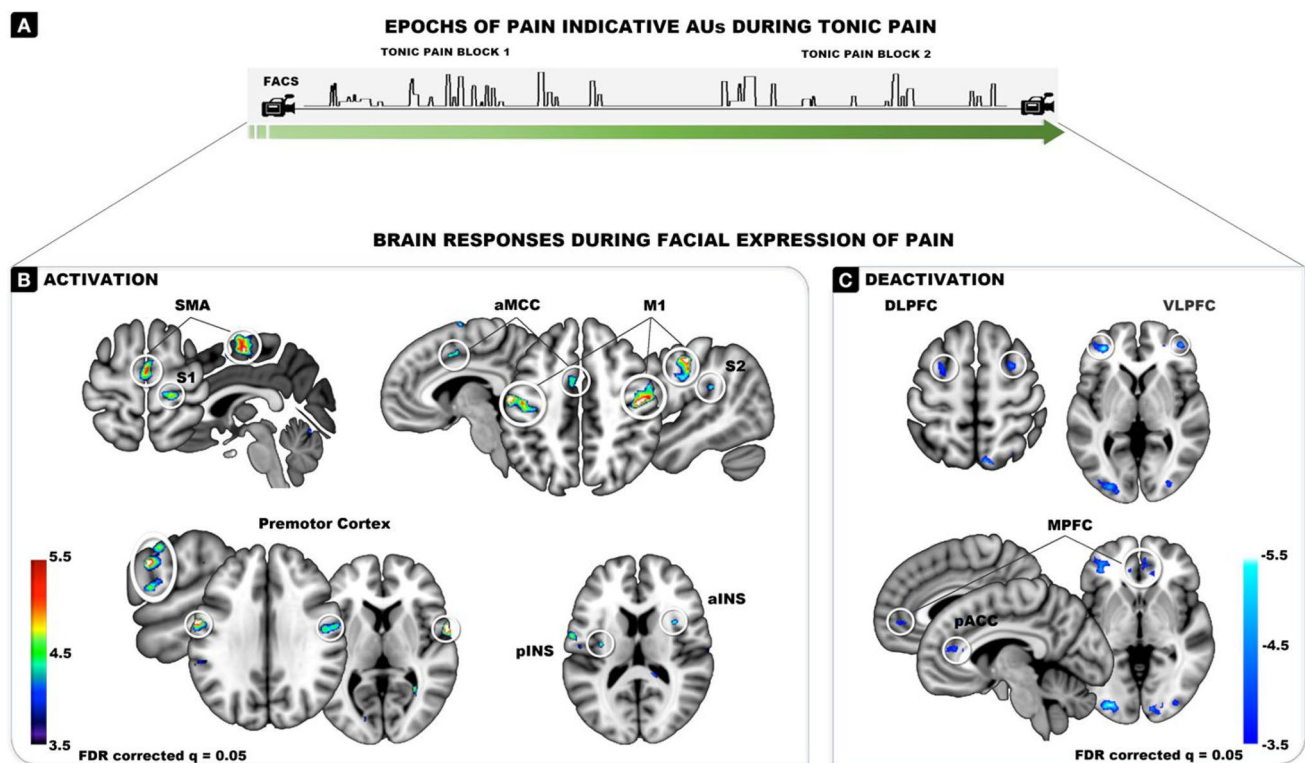 A
EPOCHS OF PAIN INDICATIVE AUs DURING TONIC PAIN
TONIC PAIN BLOCK 1
TONIC PAIN BLOCK 2
FACS
BRAIN RESPONSES DURING FACIAL EXPRESSION OF PAIN
B ACTIVATION
SMA
aMCC
M1
S1
S2
Premotor Cortex
5.5
4.5
3.5
aINS
pINS
FDR corrected q = 0.05
C DEACTIVATION
DLPFC
VLPFC
MPFC
pACC
-5.5
-4.5
-3.5
FDR corrected q = 0.05